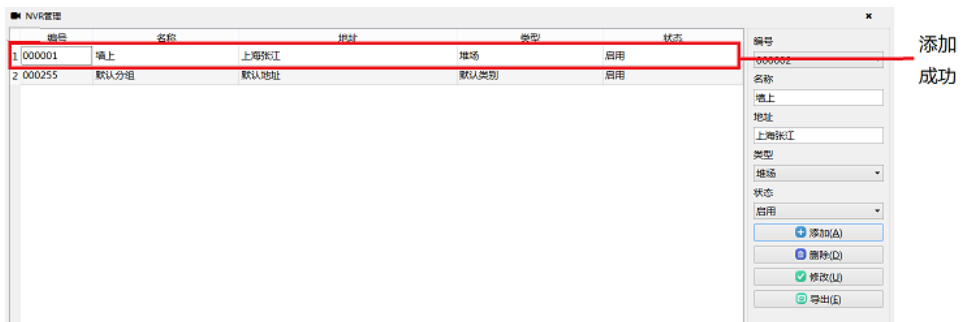 NVR管理
编号 名称 地址 类型 状态
1 000001 墙上 上海张江 堆场 启用
2 000255 默认分组 默认地址 默认类别 启用
编号
000002
名称
墙上
地址
上海张江
类型
堆场
状态
启用
添加(A)
删除(D)
修改(U)
导出(E)
添加
成功